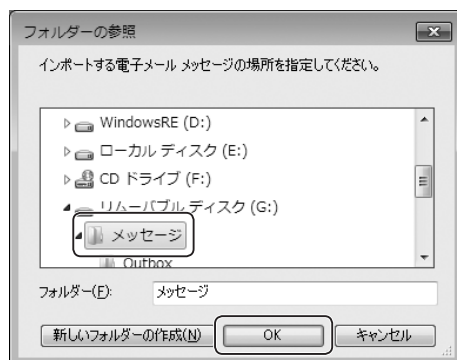 フォルダーの参照
インポートする電子メール メッセージの場所を指定してください。
WindowsRE (D:)
ローカル ディスク (E:)
CD ドライブ (F:)
リムーバブル ディスク (G:)
メッセージ
Outbox
フォルダー(F): メッセージ
新しいフォルダーの作成(N) OK キャンセル